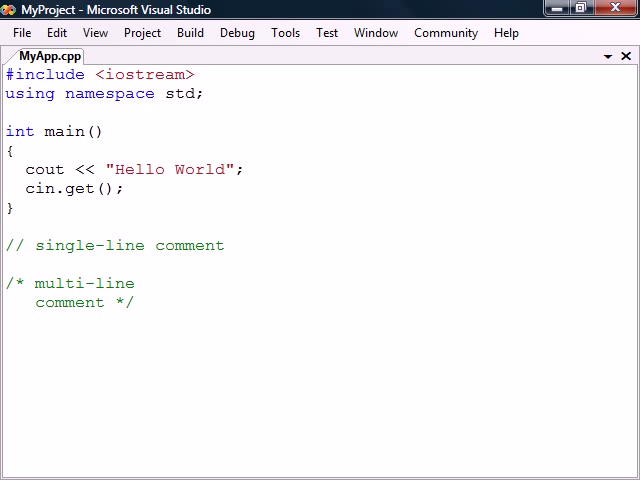 MyProject - Microsoft Visual Studio
File Edit View Project Build Debug Tools Test Window Community Help
MyApp.cpp
#include <iostream>
using namespace std;
int main()
{
cout << "Hello World";
cin.get();
}
// single-line comment
/* multi-line
comment */